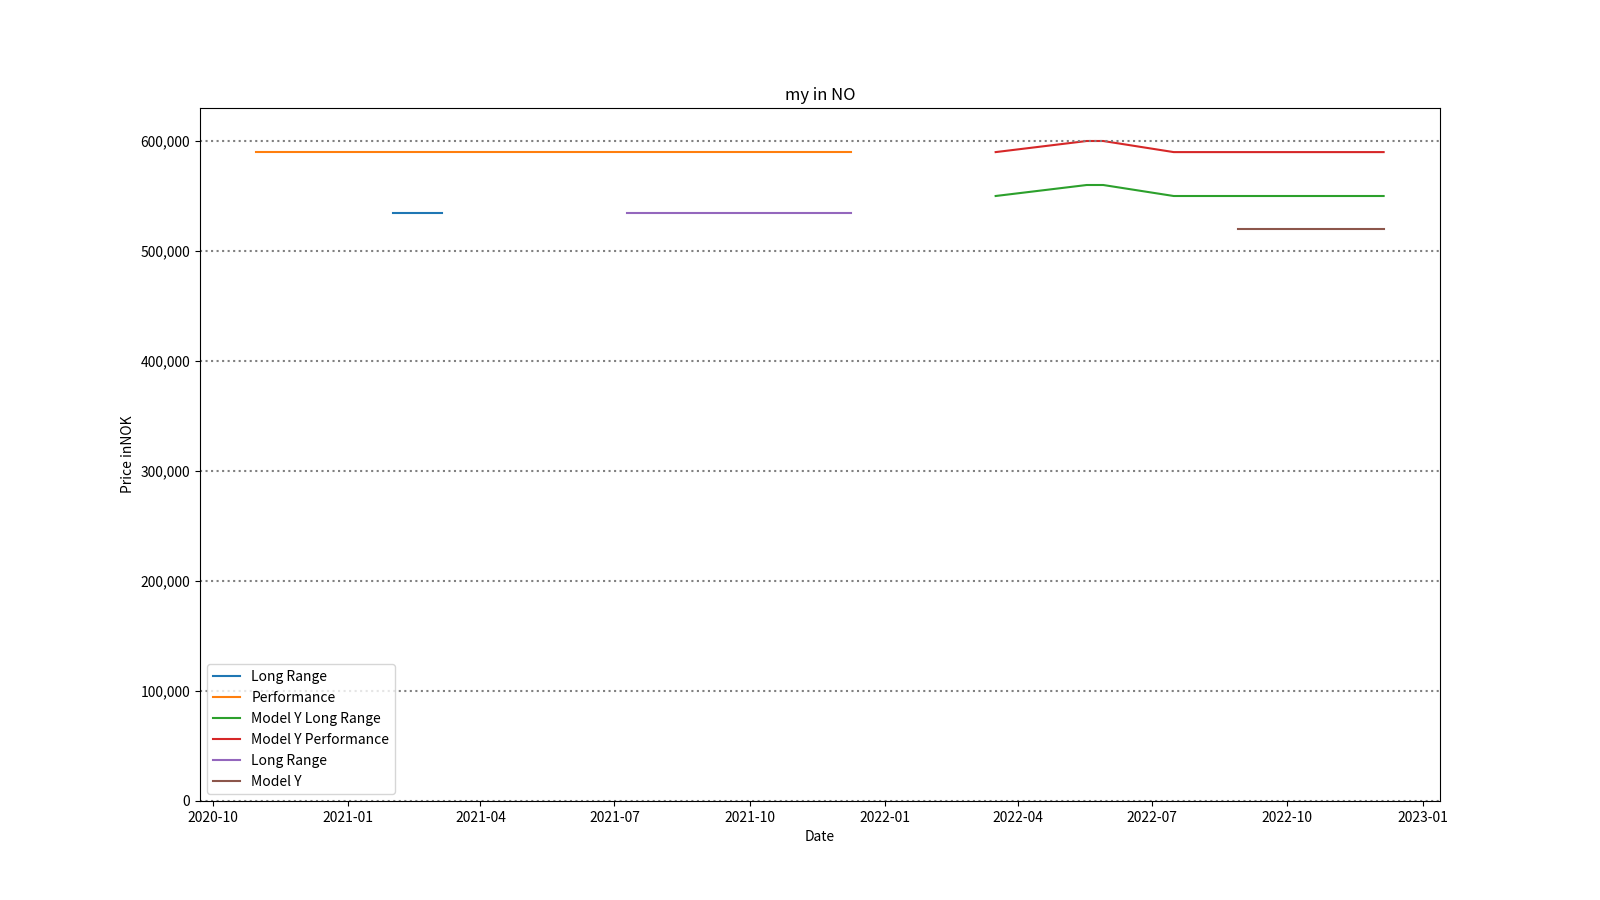 my in NO
600,000
500,000
400,000
300,000
200,000
100,000
0
Price inNOK
Long Range
Performance
Model Y Long Range
Model Y Performance
Long Range
Model Y
2020-10 2021-01 2021-04 2021-07 2021-10 2022-01 2022-04 2022-07 2022-10 2023-01
Date